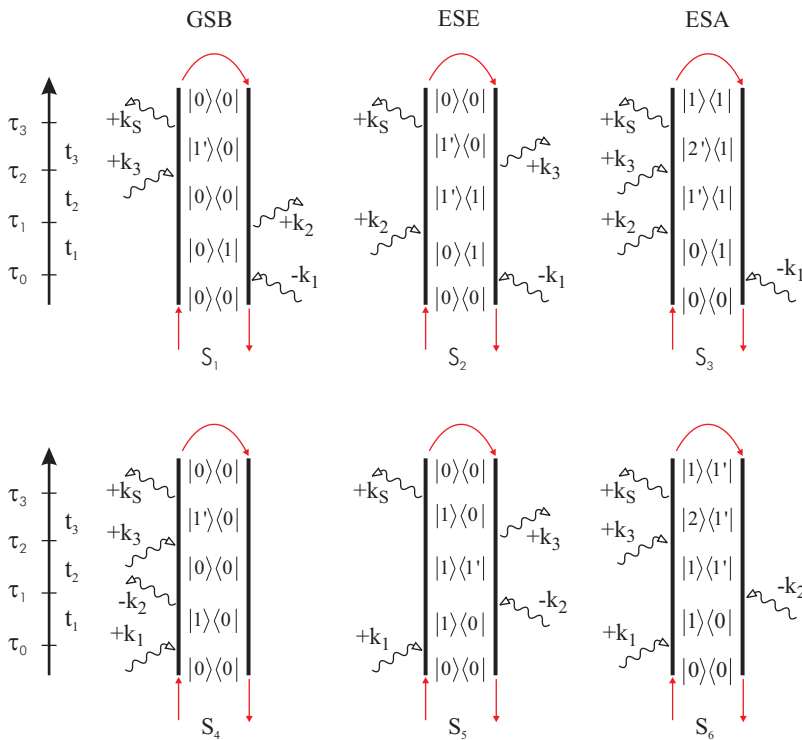 GSB ESE ESA
τ3 +kS |0⟩⟨0| +kS |0⟩⟨0| +kS |1⟩⟨1|
t3 +k3 |1'⟩⟨0| |1'⟩⟨0| +k3 +k3 |2'⟩⟨1|
τ2
t2 |0⟩⟨0| |1'⟩⟨1| |1'⟩⟨1|
τ1 +k2 +k2 +k2
t1 |0⟩⟨1| |0⟩⟨1| |0⟩⟨1|
τ0 -k1 -k1 -k1
|0⟩⟨0| |0⟩⟨0| |0⟩⟨0|
S1 S2 S3
τ3 +kS |0⟩⟨0| +kS |0⟩⟨0| +kS |1⟩⟨1'|
t3 +k3 |1'⟩⟨0| |1⟩⟨0| +k3 +k3 |2⟩⟨1'|
τ2
t2 |0⟩⟨0| |1⟩⟨1'| |1⟩⟨1'|
τ1 -k2 -k2 -k2
t1 |1⟩⟨0| |1⟩⟨0| |1⟩⟨0|
τ0 +k1 +k1 +k1
|0⟩⟨0| |0⟩⟨0| |0⟩⟨0|
S4 S5 S6